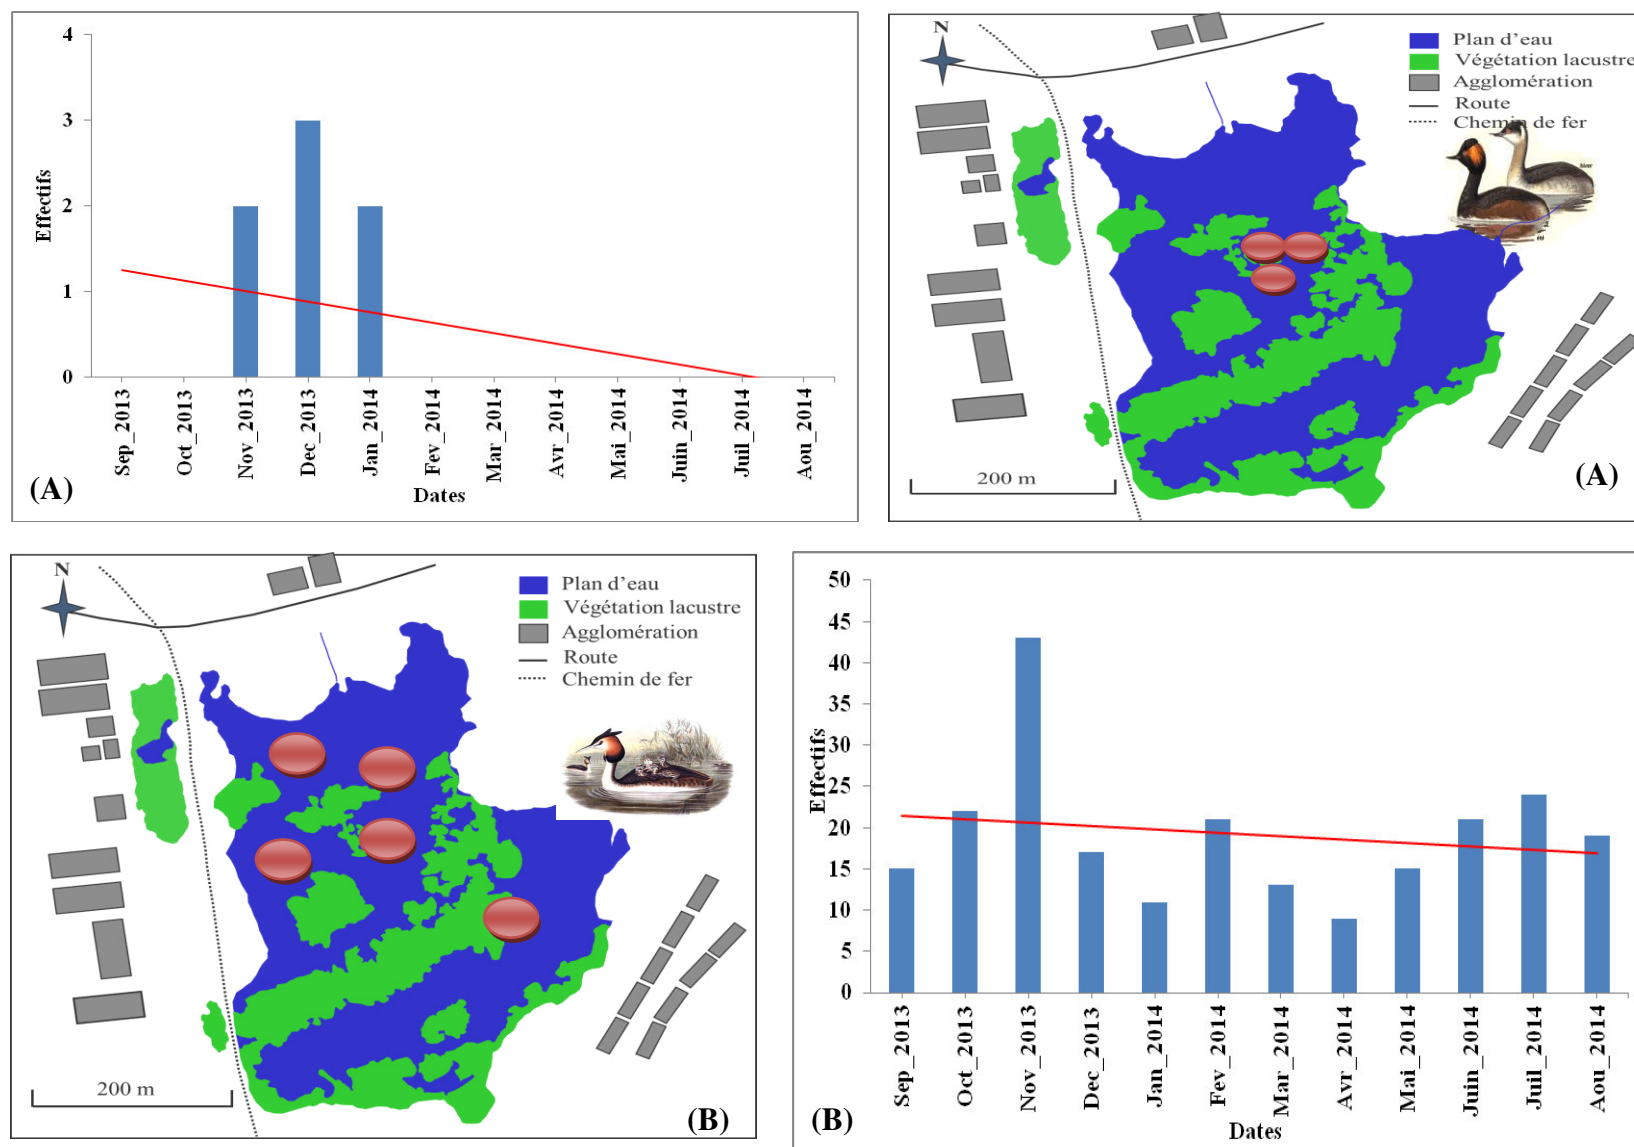 4
3
2
1
0
Effectifs
Sep_2013
Oct_2013
Nov_2013
Dec_2013
Jan_2014
Fev_2014
Mar_2014
Avr_2014
Mai_2014
Juin_2014
Juil_2014
Aou_2014
Dates
(A)
N
Plan d'eau
Végétation lacustre
Agglomération
Route
Chemin de fer
200 m
(A)
N
Plan d'eau
Végétation lacustre
Agglomération
Route
Chemin de fer
200 m
(B)
50
45
40
35
30
25
20
15
10
5
0
Effectifs
Sep_2013
Oct_2013
Nov_2013
Dec_2013
Jan_2014
Fev_2014
Mar_2014
Avr_2014
Mai_2014
Juin_2014
Juil_2014
Aou_2014
Dates
(B)